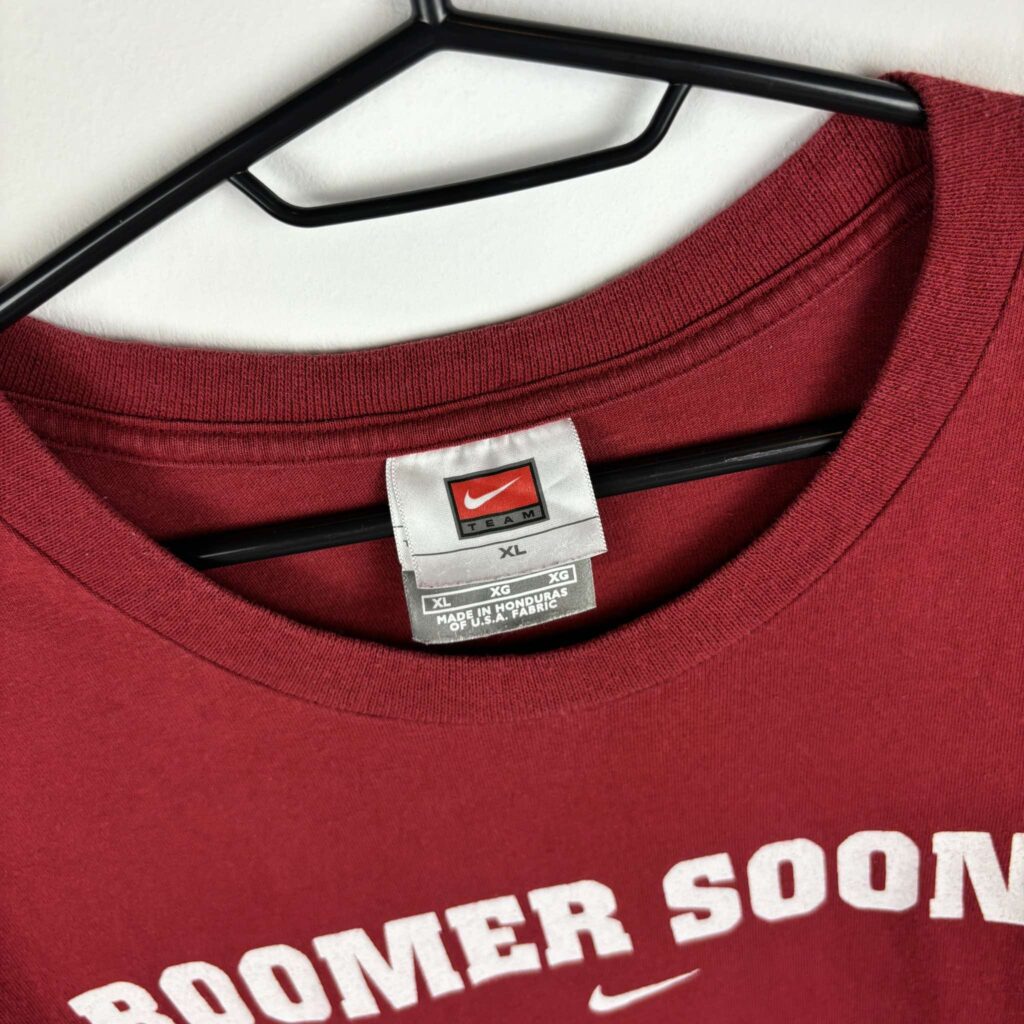 TEAM
XL
XL XG XG
MADE IN HONDURAS
OF U.S.A. FABRIC
BOOMER SOON